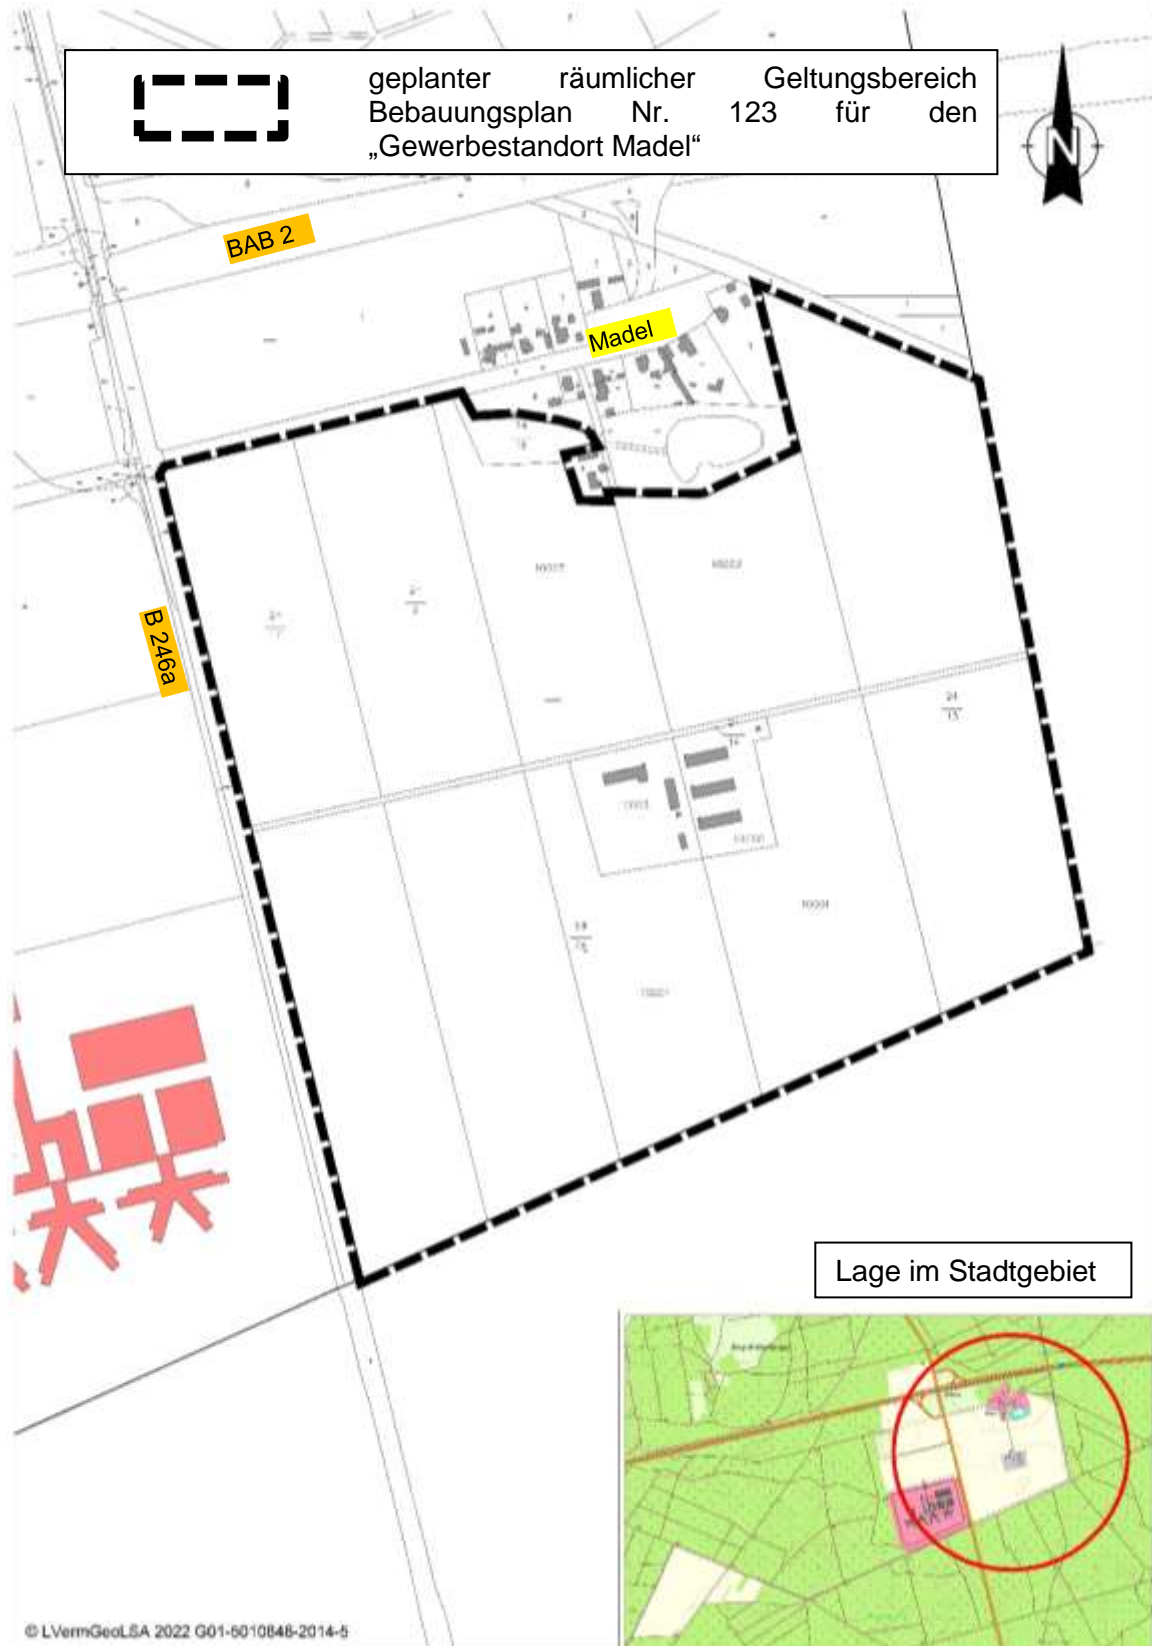 geplanter räumlicher Geltungsbereich
Bebauungsplan Nr. 123 für den
„Gewerbestandort Madel“
N
BAB 2
Madel
B 246a
Lage im Stadtgebiet
© LVermGeoLSA 2022 G01-5010848-2014-5